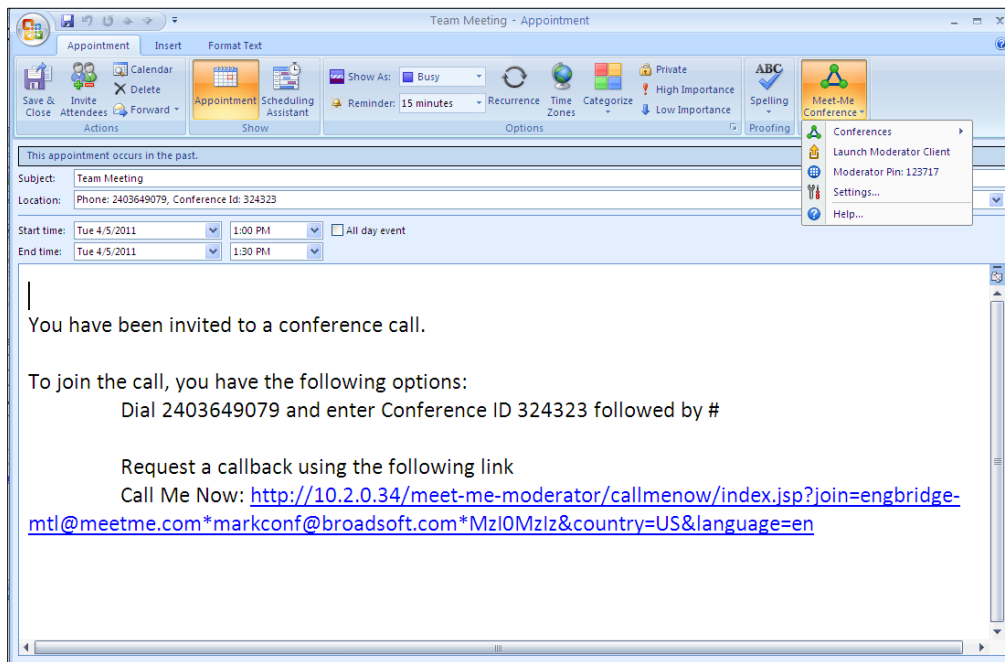 Team Meeting - Appointment
Appointment Insert Format Text
Save & Close
Invite Attendees
Calendar
Delete
Forward
Actions
Appointment
Scheduling Assistant
Show
Show As: Busy
Reminder: 15 minutes
Recurrence
Time Zones
Categorize
Private
High Importance
Low Importance
Options
ABC
Spelling
Proofing
Meet-Me Conference
Conferences
Launch Moderator Client
Moderator Pin: 123717
Settings...
Help...
This appointment occurs in the past.
Subject: Team Meeting
Location: Phone: 2403649079, Conference Id: 324323
Start time: Tue 4/5/2011 1:00 PM All day event
End time: Tue 4/5/2011 1:30 PM
You have been invited to a conference call.
To join the call, you have the following options:
Dial 2403649079 and enter Conference ID 324323 followed by #
Request a callback using the following link
Call Me Now: http://10.2.0.34/meet-me-moderator/callmenow/index.jsp?join=engbridge-
mtl@meetme.com*markconf@broadsoft.com*MzI0MzIz&country=US&language=en